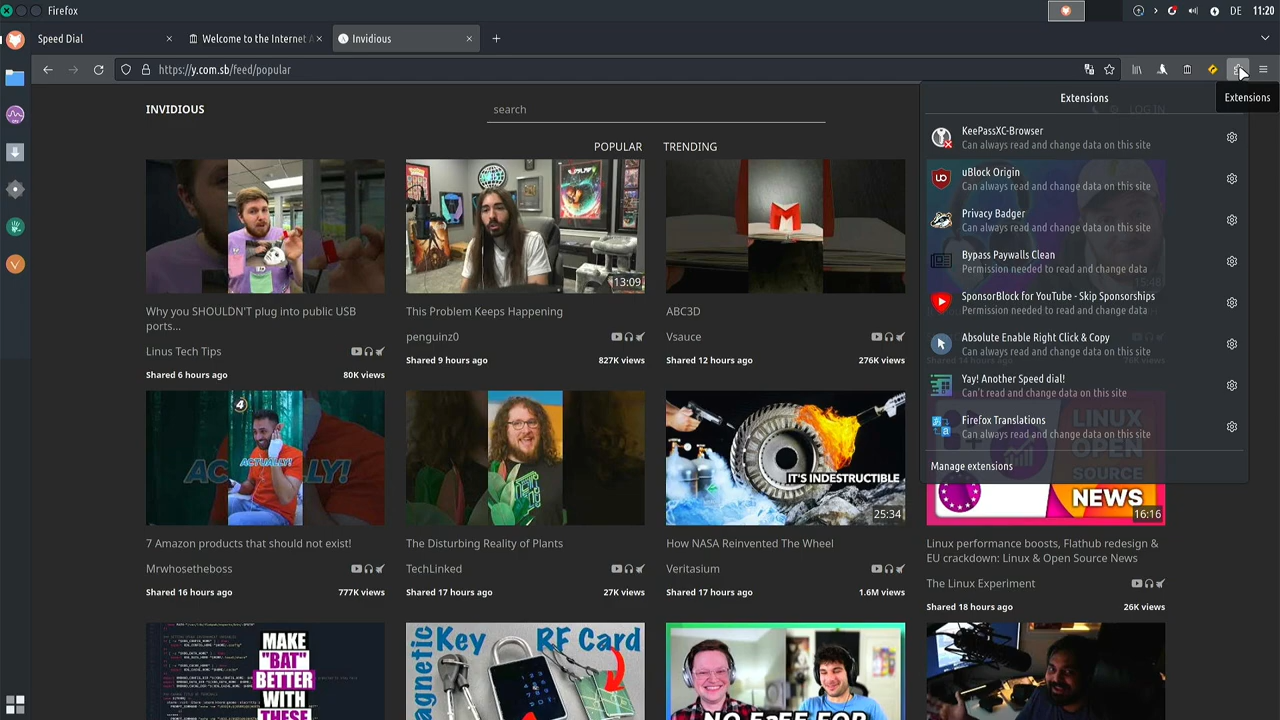 Firefox
DE
11:20
Speed Dial
Welcome to the Internet A
Invidious
https://y.com.sb/feed/popular
Extensions
Extensions
INVIDIOUS
search
LOG IN
POPULAR
TRENDING
KeePassXC-Browser
Can always read and change data on this site
uBlock Origin
Can always read and change data on this site
Privacy Badger
Can always read and change data on this site
Bypass Paywalls Clean
Permission needed to read and change data
SponsorBlock for YouTube - Skip Sponsorships
Permission needed to read and change data
Absolute Enable Right Click & Copy
Can always read and change data on this site
Yay! Another Speed dial!
Can't read and change data on this site
Firefox Translations
Can always read and change data on this site
Manage extensions
13:09
Why you SHOULDN'T plug into public USB
ports...
Linus Tech Tips
Shared 6 hours ago
80K views
This Problem Keeps Happening
penguinz0
Shared 9 hours ago
827K views
ABC3D
Vsauce
Shared 12 hours ago
276K views
4
ACTUALLY!
IT'S INDESTRUCTIBLE
25:34
LINUX
OPEN
SOURCE
NEWS
16:16
7 Amazon products that should not exist!
Mrwhosetheboss
Shared 16 hours ago
777K views
The Disturbing Reality of Plants
TechLinked
Shared 17 hours ago
27K views
How NASA Reinvented The Wheel
Veritasium
Shared 17 hours ago
1.6M views
Linux performance boosts, Flathub redesign &
EU crackdown: Linux & Open Source News
The Linux Experiment
Shared 18 hours ago
26K views
MAKE
"BAT"
BETTER
WITH
THESE
Magnetic
Key
RF Card
NO FEE FOR